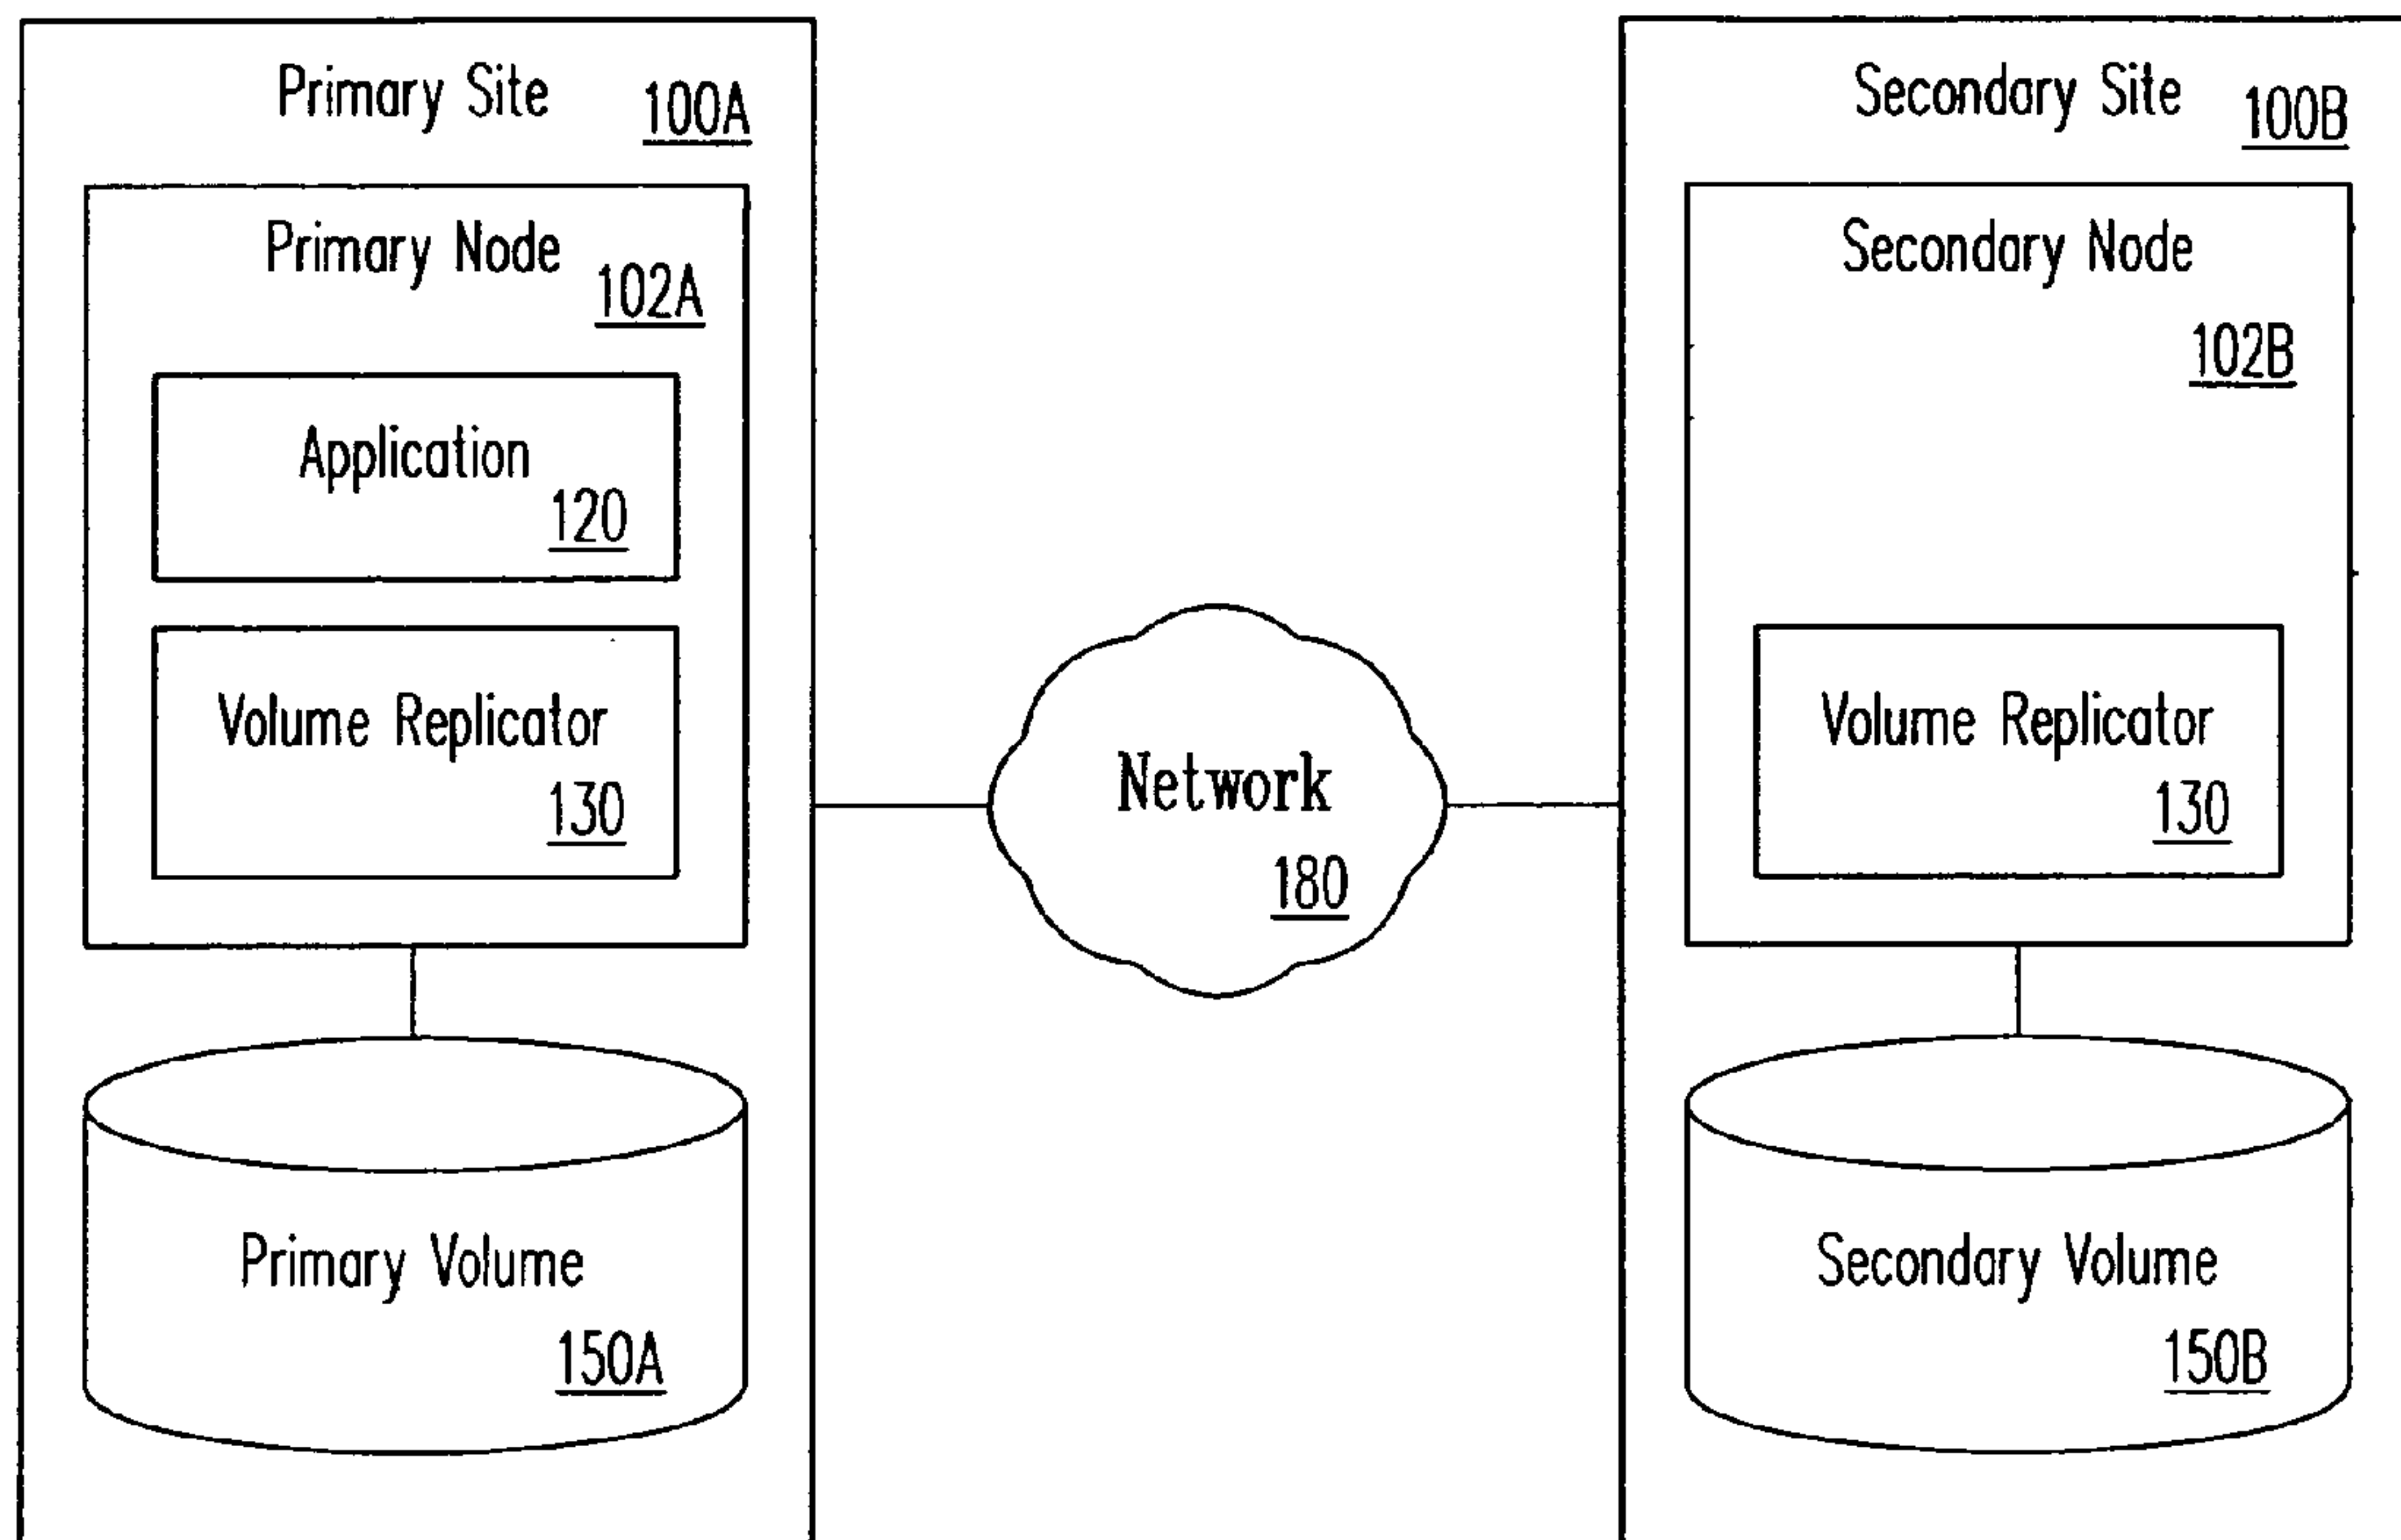 Primary Site
100A
Primary Node
102A
Application
120
Volume Replicator
130
Primary Volume
150A
Network
180
Secondary Site
100B
Secondary Node
102B
Volume Replicator
130
Secondary Volume
150B